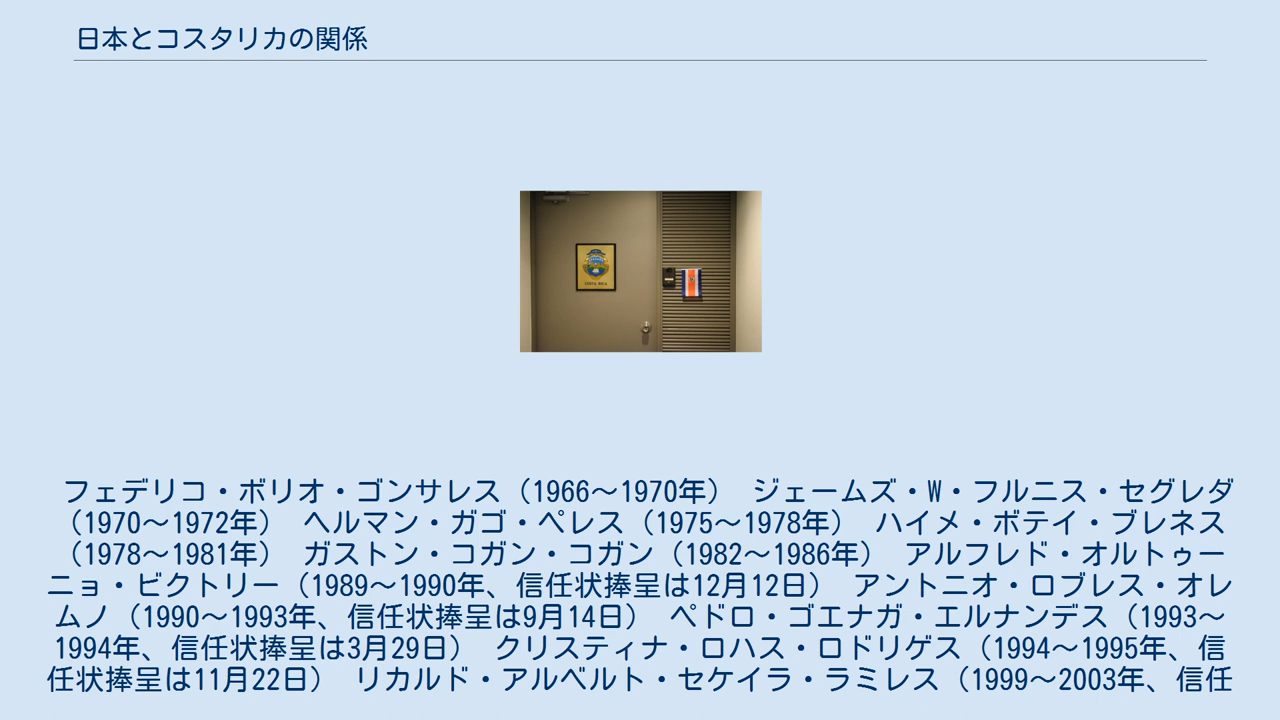 日本とコスタリカの関係
COSTA RICA
フェデリコ・ボリオ・ゴンサレス（1966～1970年）　ジェームズ・W・フルニス・セグレダ
（1970～1972年）　ヘルマン・ガゴ・ペレス（1975～1978年）　ハイメ・ボテイ・ブレネス
（1978～1981年）　ガストン・コガン・コガン（1982～1986年）　アルフレド・オルトゥー
ニョ・ビクトリー（1989～1990年、信任状捧呈は12月12日）　アントニオ・ロブレス・オレ
ムノ（1990～1993年、信任状捧呈は9月14日）　ペドロ・ゴエナガ・エルナンデス（1993～
1994年、信任状捧呈は3月29日）　クリスティナ・ロハス・ロドリゲス（1994～1995年、信
任状捧呈は11月22日）　リカルド・アルベルト・セケイラ・ラミレス（1999～2003年、信任